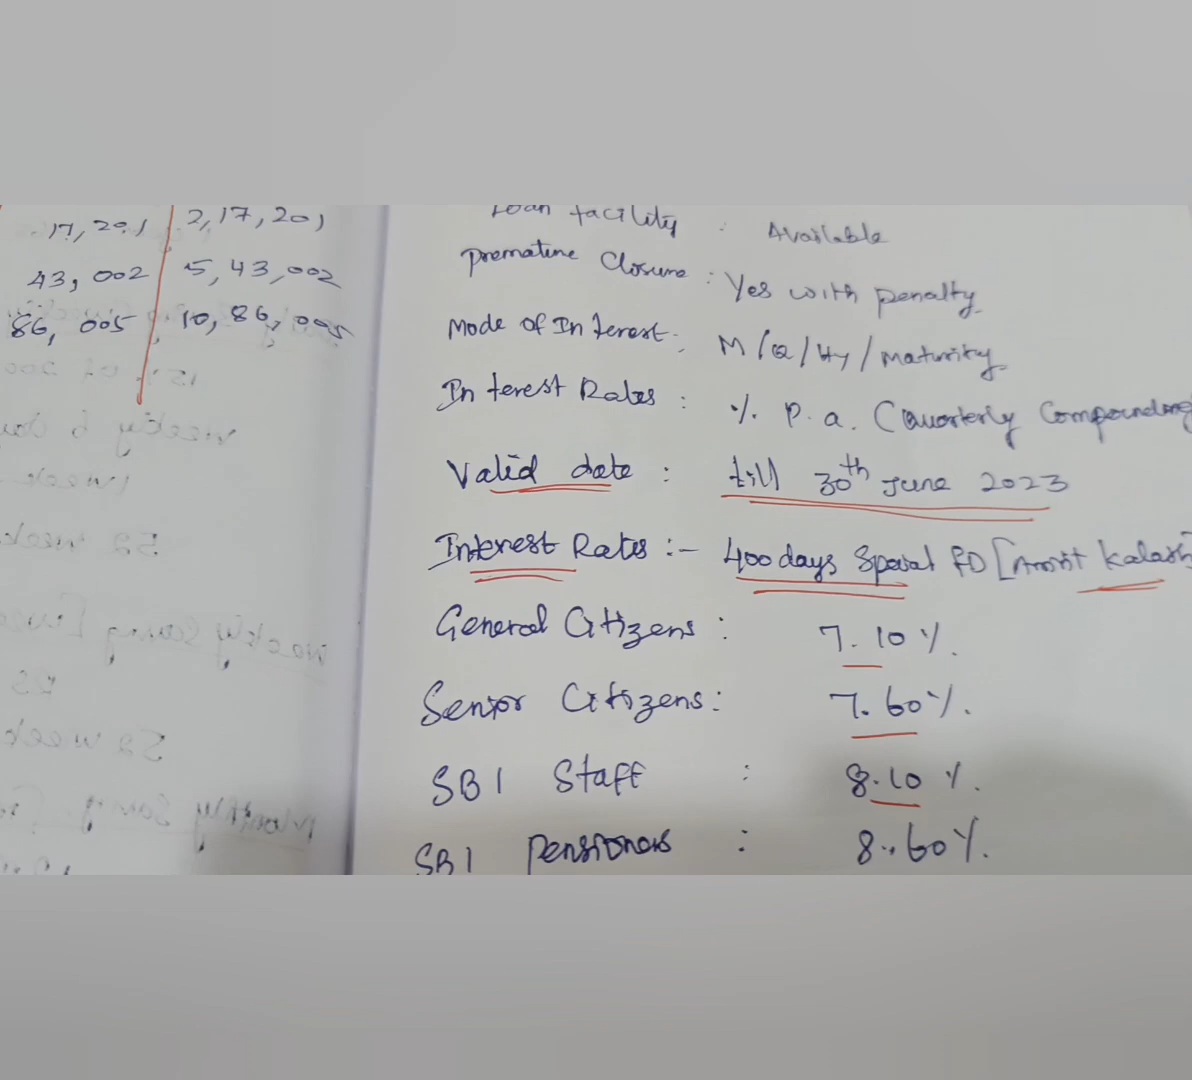 17,201 2,17,201
43,002 5,43,002
86,005 10,86,005
Loan facility : Available
Premature Closure : Yes with penalty.
Mode of Interest : M/Q/Hy/maturity
Interest Rates : % p.a. (Quarterly Compounding
Valid date : till 30th June 2023
Interest Rates :- 400 days Special FD [Amrit Kalash]
General Citizens : 7.10%.
Senior Citizens : 7.60%.
SBI Staff : 8.10%.
SBI Pensioners : 8.60%.